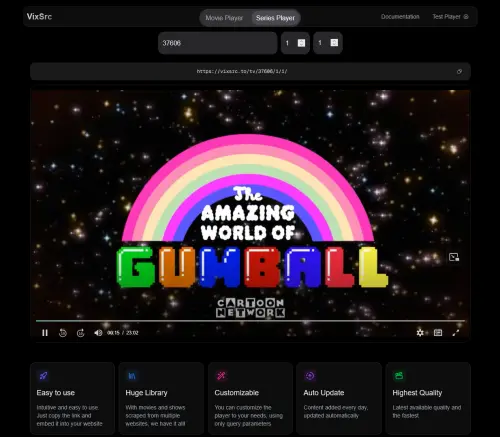 VixSrc
Movie Player
Series Player
Documentation
Test Player
37606
1
1
https://vixsrc.to/tv/37606/1/1/
The
AMAZING
WORLD OF
GUMBALL
CARTOON
NETWORK
10
10
00:15 / 23:02
Easy to use
Intuitive and easy to use.
Just copy the link and
embed it into your website
Huge Library
With movies and shows
scraped from multiple
websites, we have it all!
Customizable
You can customize the
player to your needs, using
only query parameters
Auto Update
Content added every day,
updated automatically
Highest Quality
Latest available quality and
the fastest